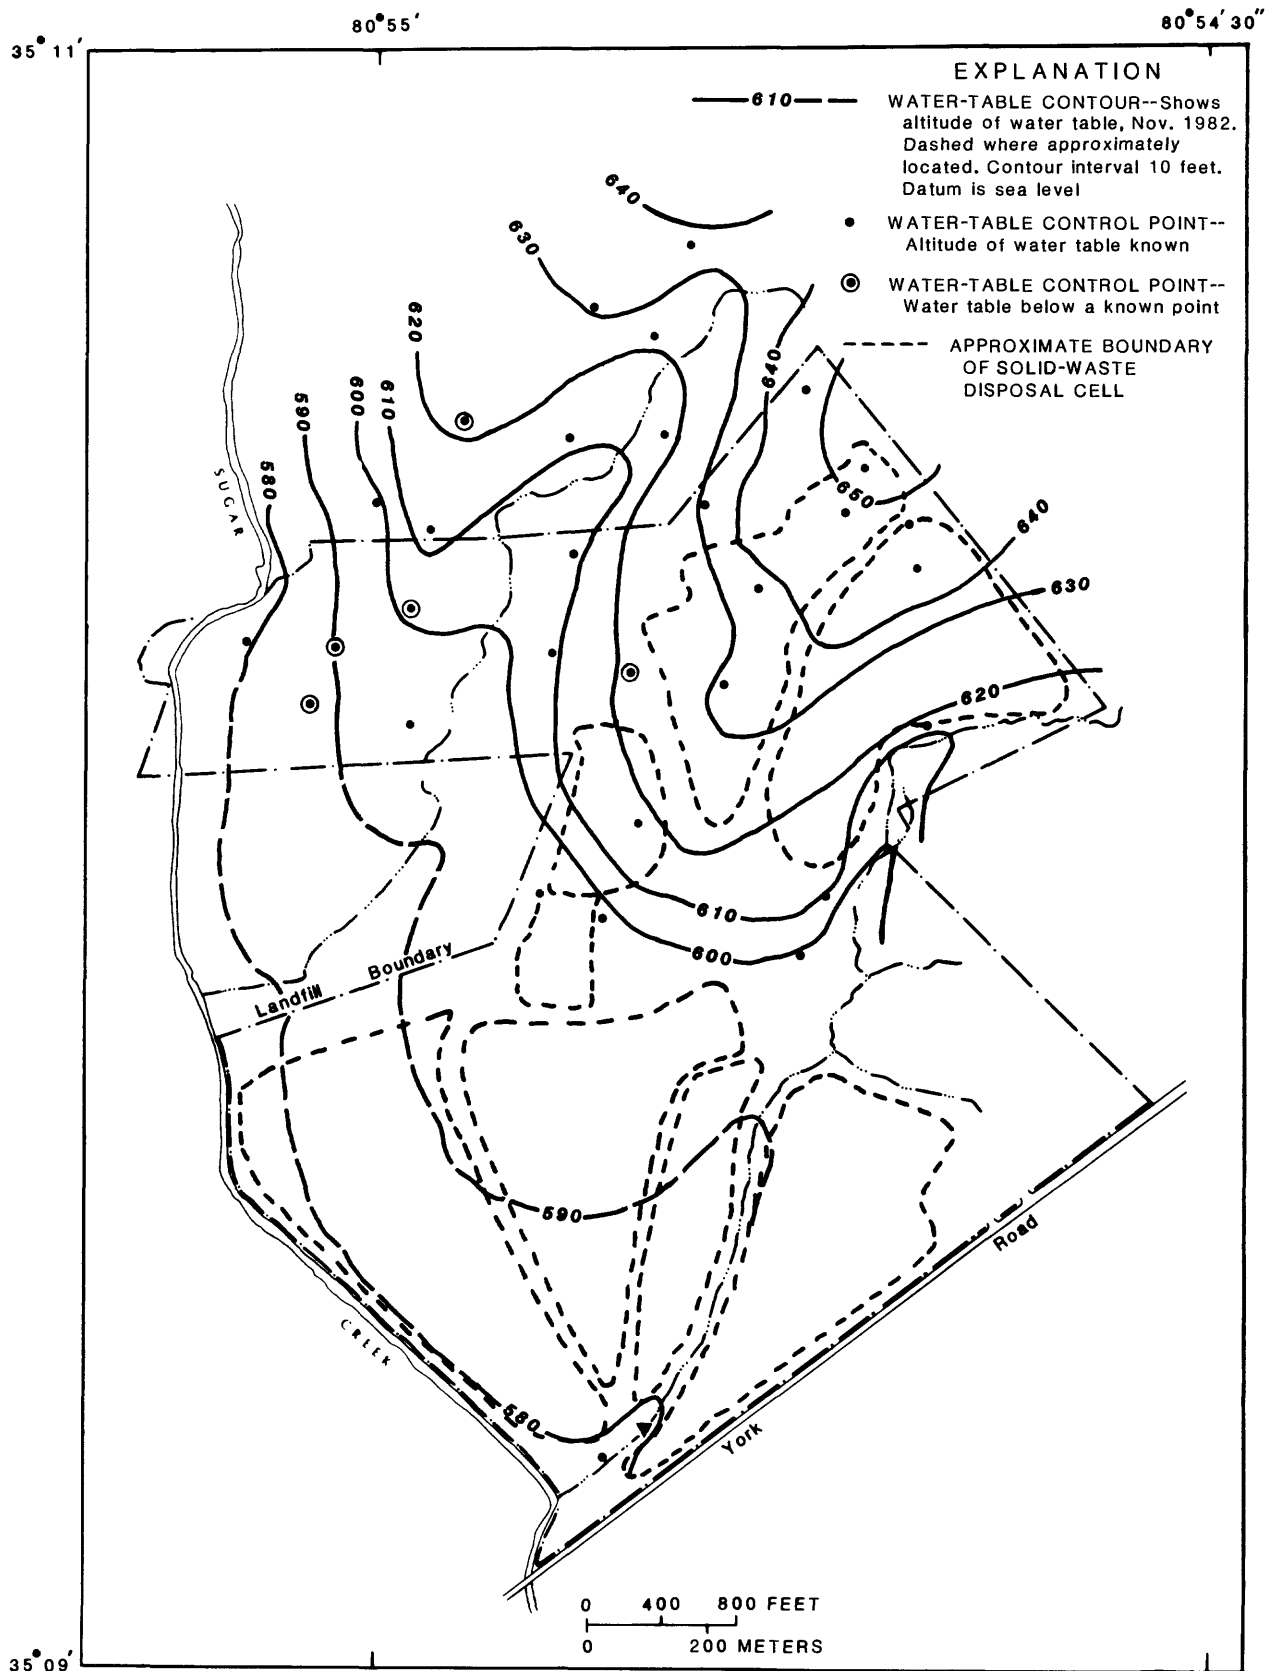 80°55'
80°54'30"
35°11'
EXPLANATION
610
WATER-TABLE CONTOUR--Shows
altitude of water table, Nov. 1982.
Dashed where approximately
located. Contour interval 10 feet.
Datum is sea level
WATER-TABLE CONTROL POINT--
Altitude of water table known
WATER-TABLE CONTROL POINT--
Water table below a known point
APPROXIMATE BOUNDARY
OF SOLID-WASTE
DISPOSAL CELL
640
630
620
640
610
600
590
580
SUGAR
650
640
630
620
610
600
Landfill Boundary
590
Road
CREEK
580
York
0 400 800 FEET
0 200 METERS
35°09'